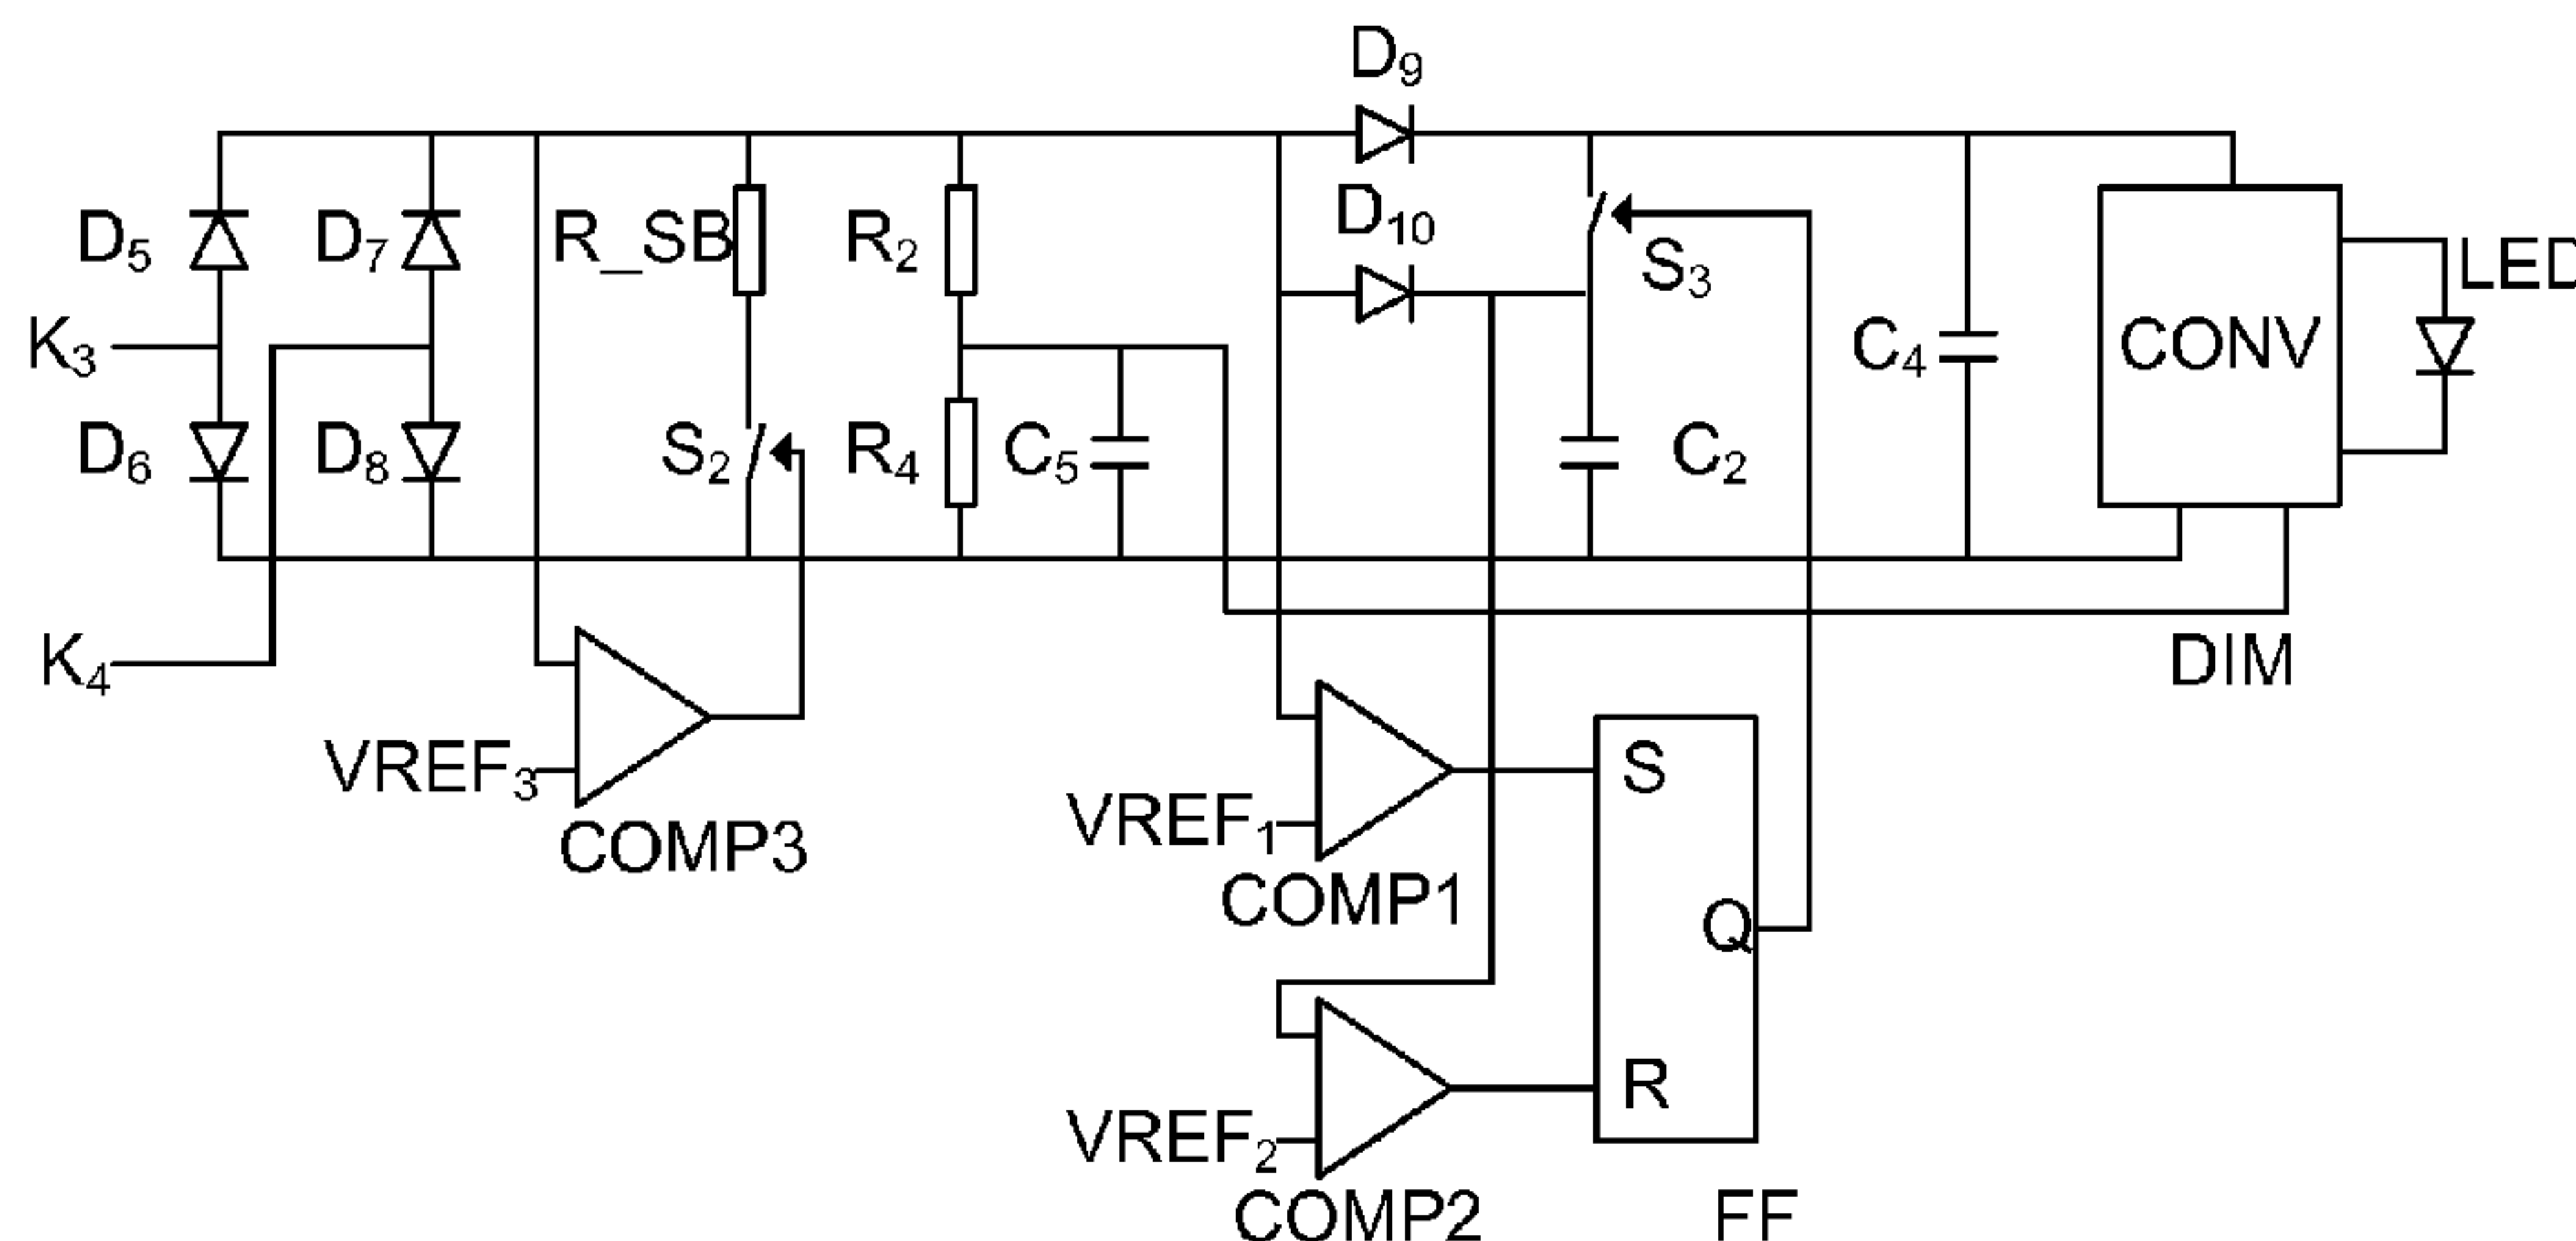 D9
D10
D5
D7
R_SB
R2
S3
LED
K3
C4
CONV
D6
D8
S2
R4
C5
C2
K4
DIM
VREF3
COMP3
S
VREF1
COMP1
Q
R
VREF2
COMP2
FF